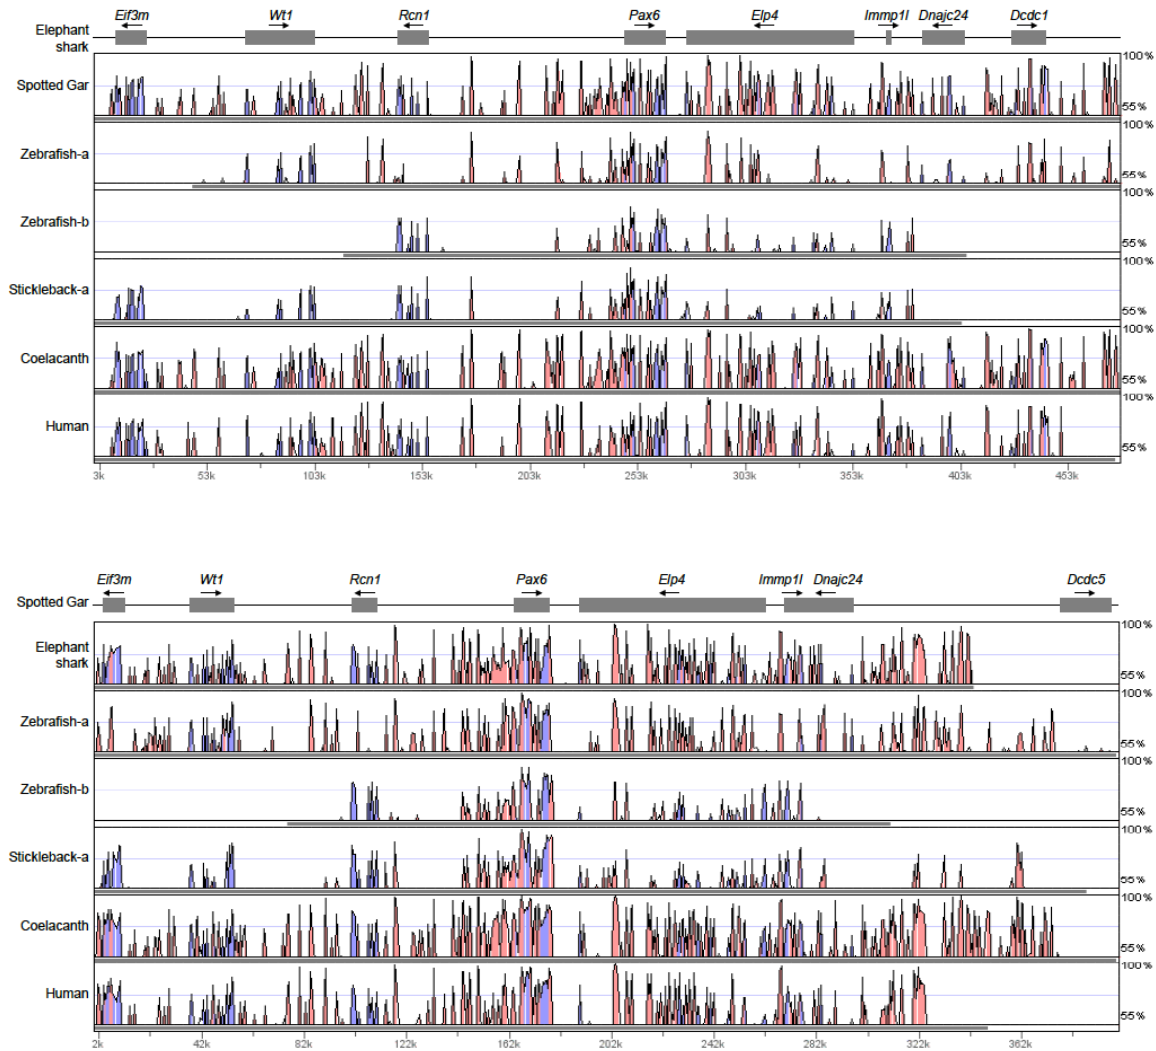 Eif3m Wt1 Rcn1 Pax6 Elp4 Immp1l Dnajc24 Dcdc1
Elephant
shark
100%
Spotted Gar
55%
100%
Zebrafish-a
55%
100%
Zebrafish-b
55%
100%
Stickleback-a
55%
100%
Coelacanth
55%
100%
Human
55%
3k 53k 103k 153k 203k 253k 303k 353k 403k 453k
Eif3m Wt1 Rcn1 Pax6 Elp4 Immp1l Dnajc24 Dcdc5
Spotted Gar
100%
Elephant
shark
55%
100%
Zebrafish-a
55%
100%
Zebrafish-b
55%
100%
Stickleback-a
55%
100%
Coelacanth
55%
100%
Human
55%
2k 42k 82k 122k 162k 202k 242k 282k 322k 362k